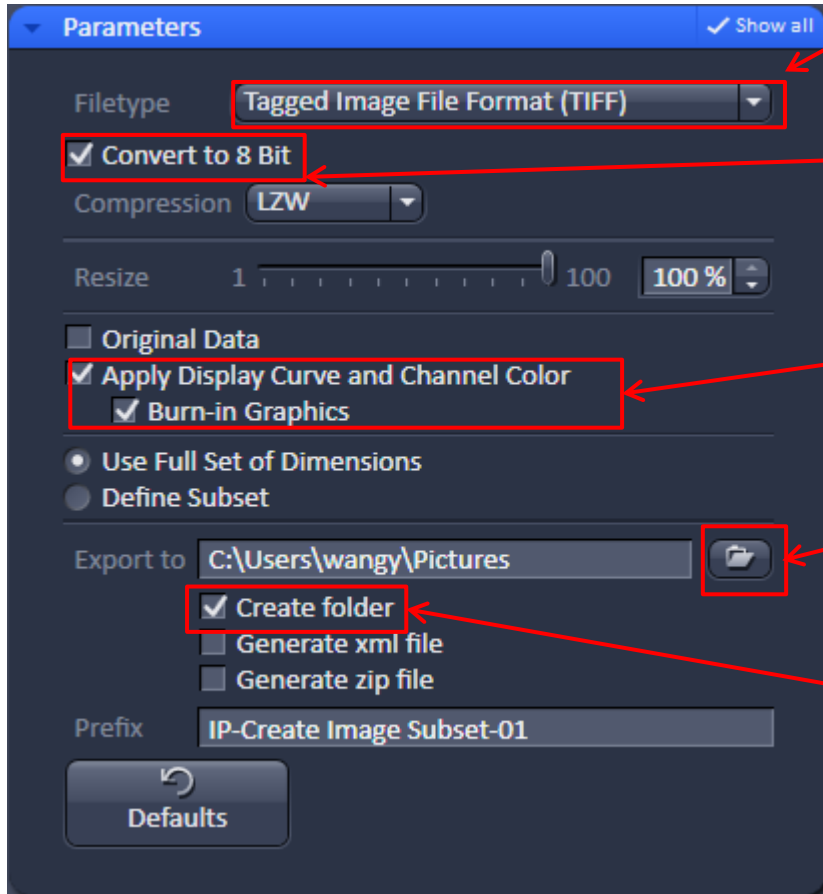 Parameters Show all
Filetype Tagged Image File Format (TIFF)
Convert to 8 Bit
Compression LZW
Resize 1 100 100 %
Original Data
Apply Display Curve and Channel Color
Burn-in Graphics
Use Full Set of Dimensions
Define Subset
Export to C:\Users\wangy\Pictures
Create folder
Generate xml file
Generate zip file
Prefix IP-Create Image Subset-01
Defaults